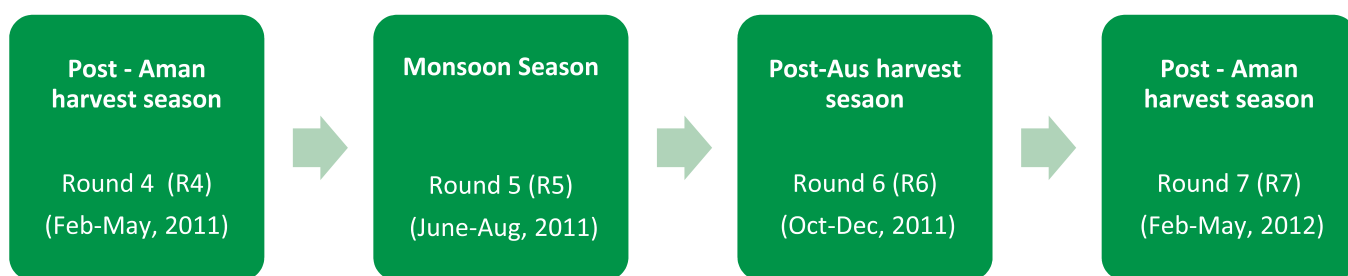 Post - Aman
harvest season
Round 4  (R4)
(Feb-May, 2011)
Monsoon Season
Round 5 (R5)
(June-Aug, 2011)
Post-Aus harvest
sesaon
Round 6 (R6)
(Oct-Dec, 2011)
Post - Aman
harvest season
Round 7 (R7)
(Feb-May, 2012)